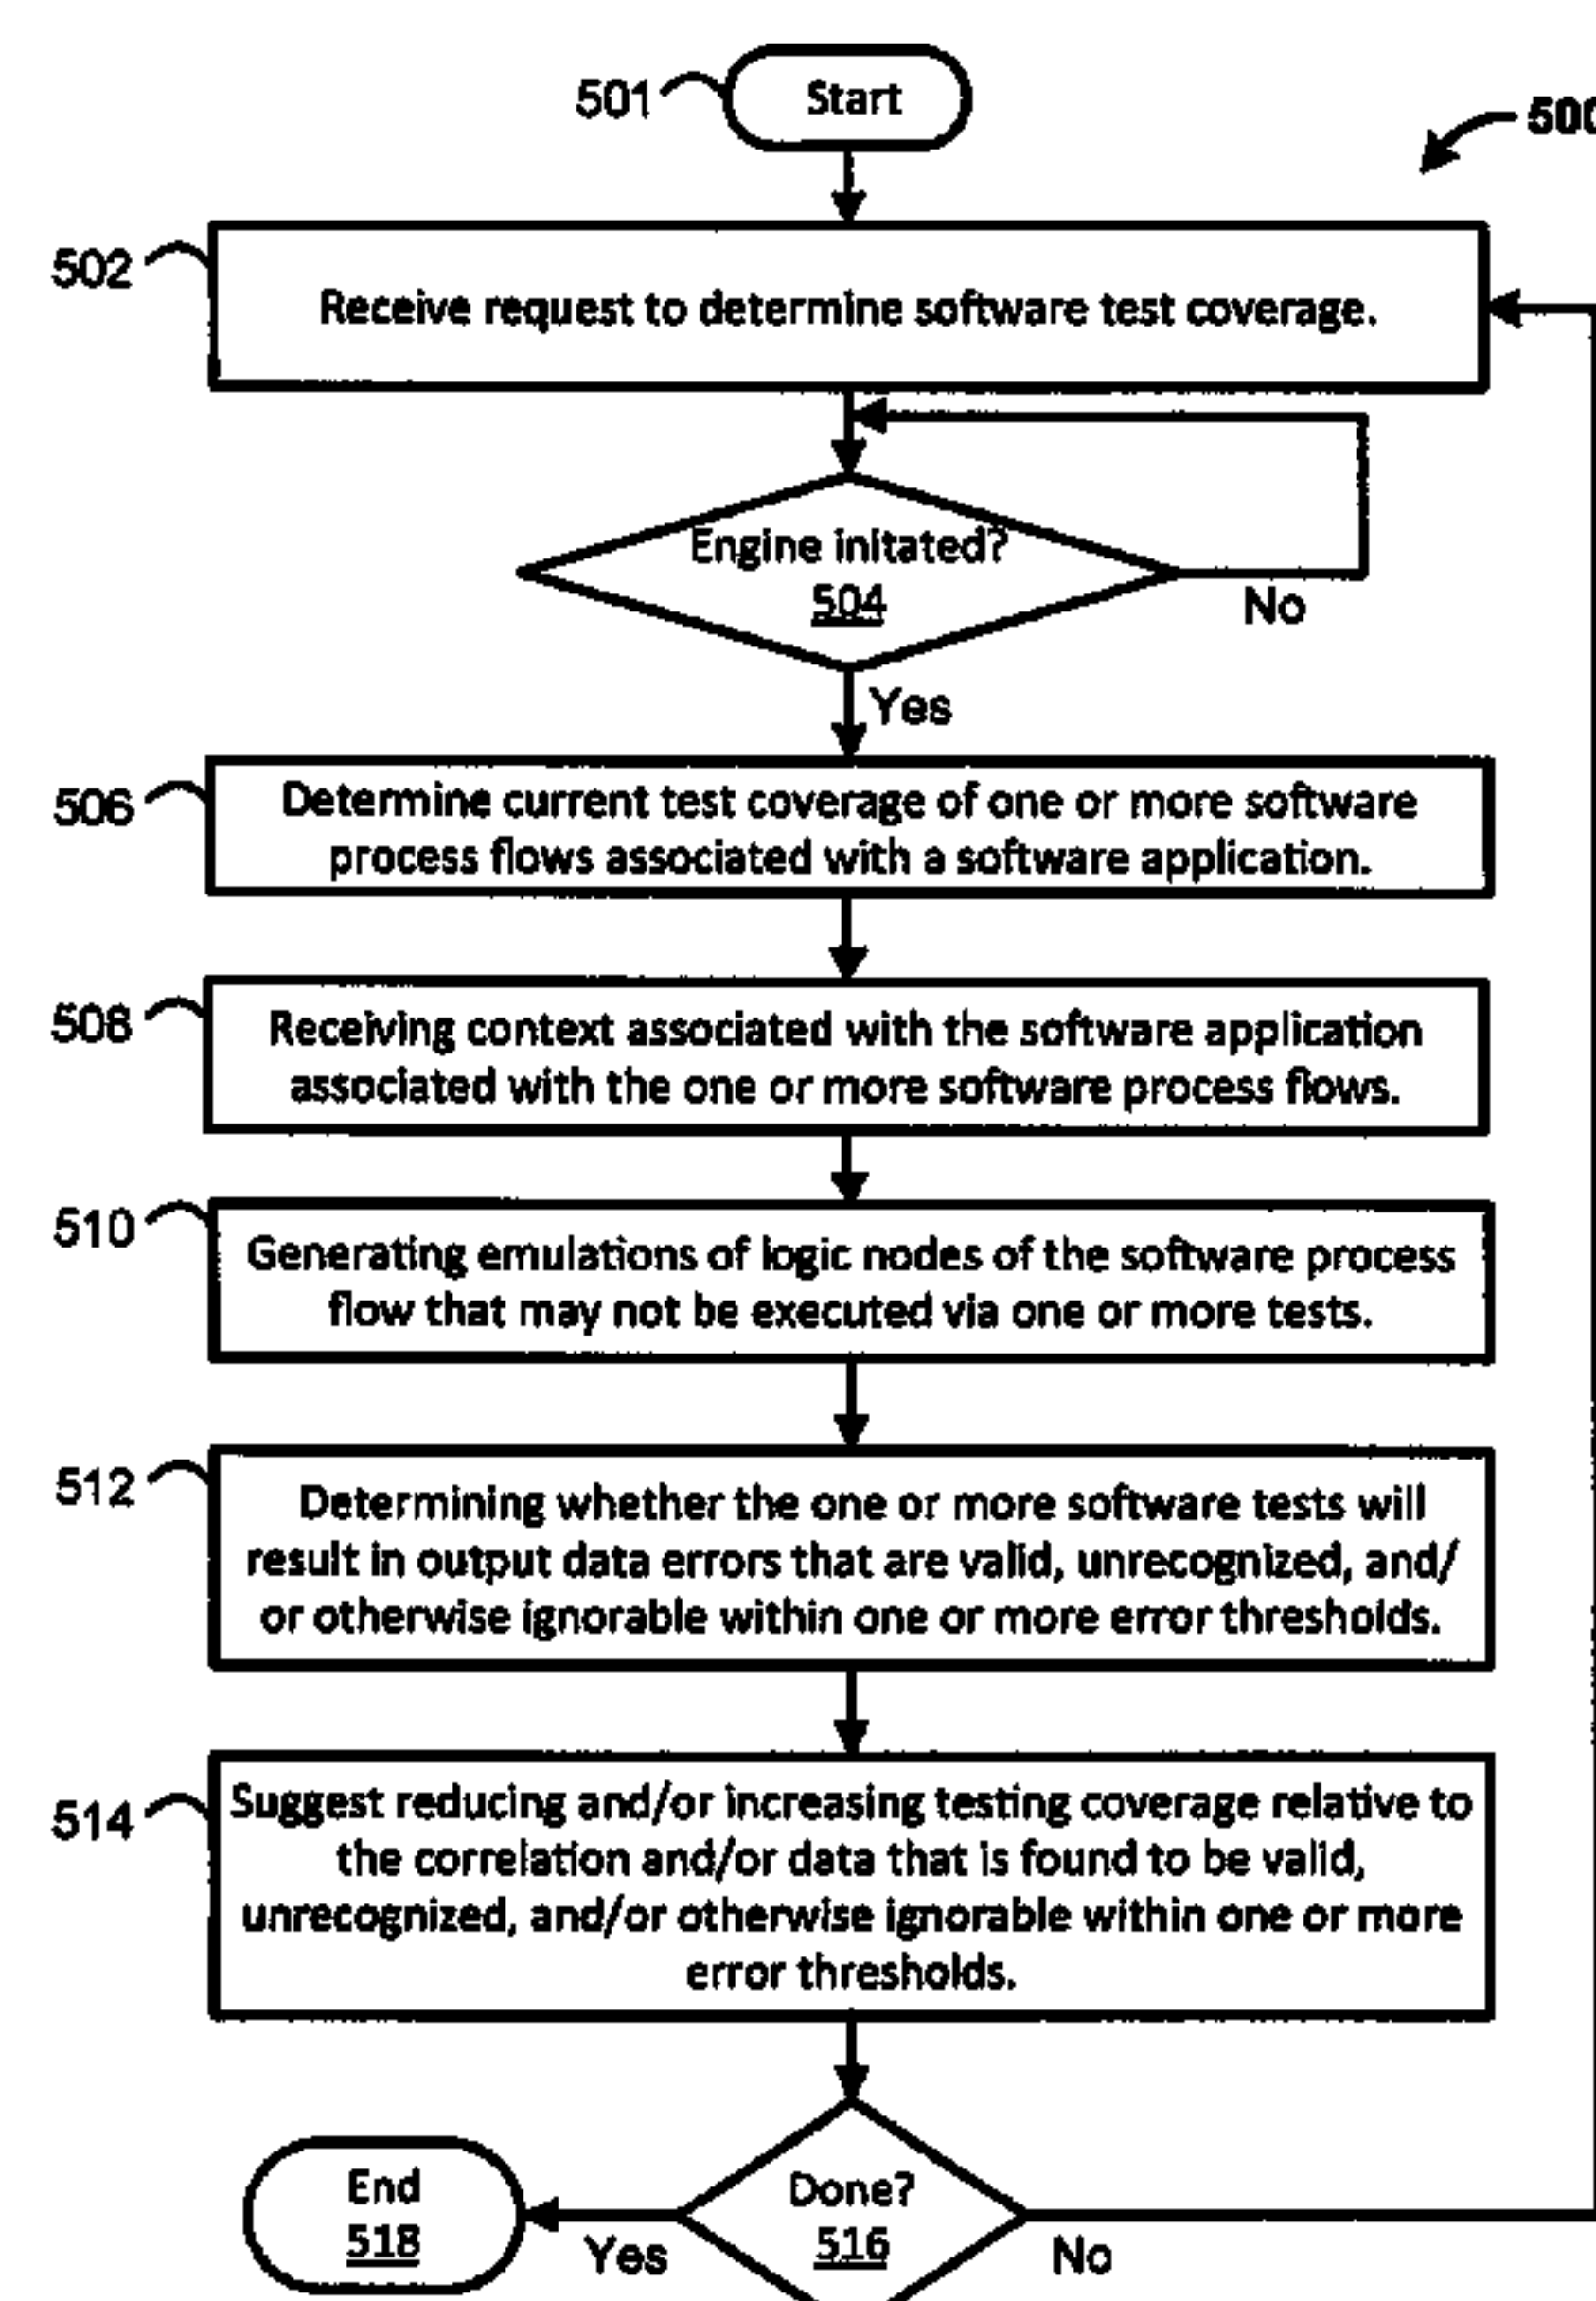 501
Start
500
502
Receive request to determine software test coverage.
Engine initated?
504
No
Yes
506
Determine current test coverage of one or more software
process flows associated with a software application.
508
Receiving context associated with the software application
associated with the one or more software process flows.
510
Generating emulations of logic nodes of the software process
flow that may not be executed via one or more tests.
512
Determining whether the one or more software tests will
result in output data errors that are valid, unrecognized, and/
or otherwise ignorable within one or more error thresholds.
514
Suggest reducing and/or increasing testing coverage relative to
the correlation and/or data that is found to be valid,
unrecognized, and/or otherwise ignorable within one or more
error thresholds.
End
518
Yes
Done?
516
No